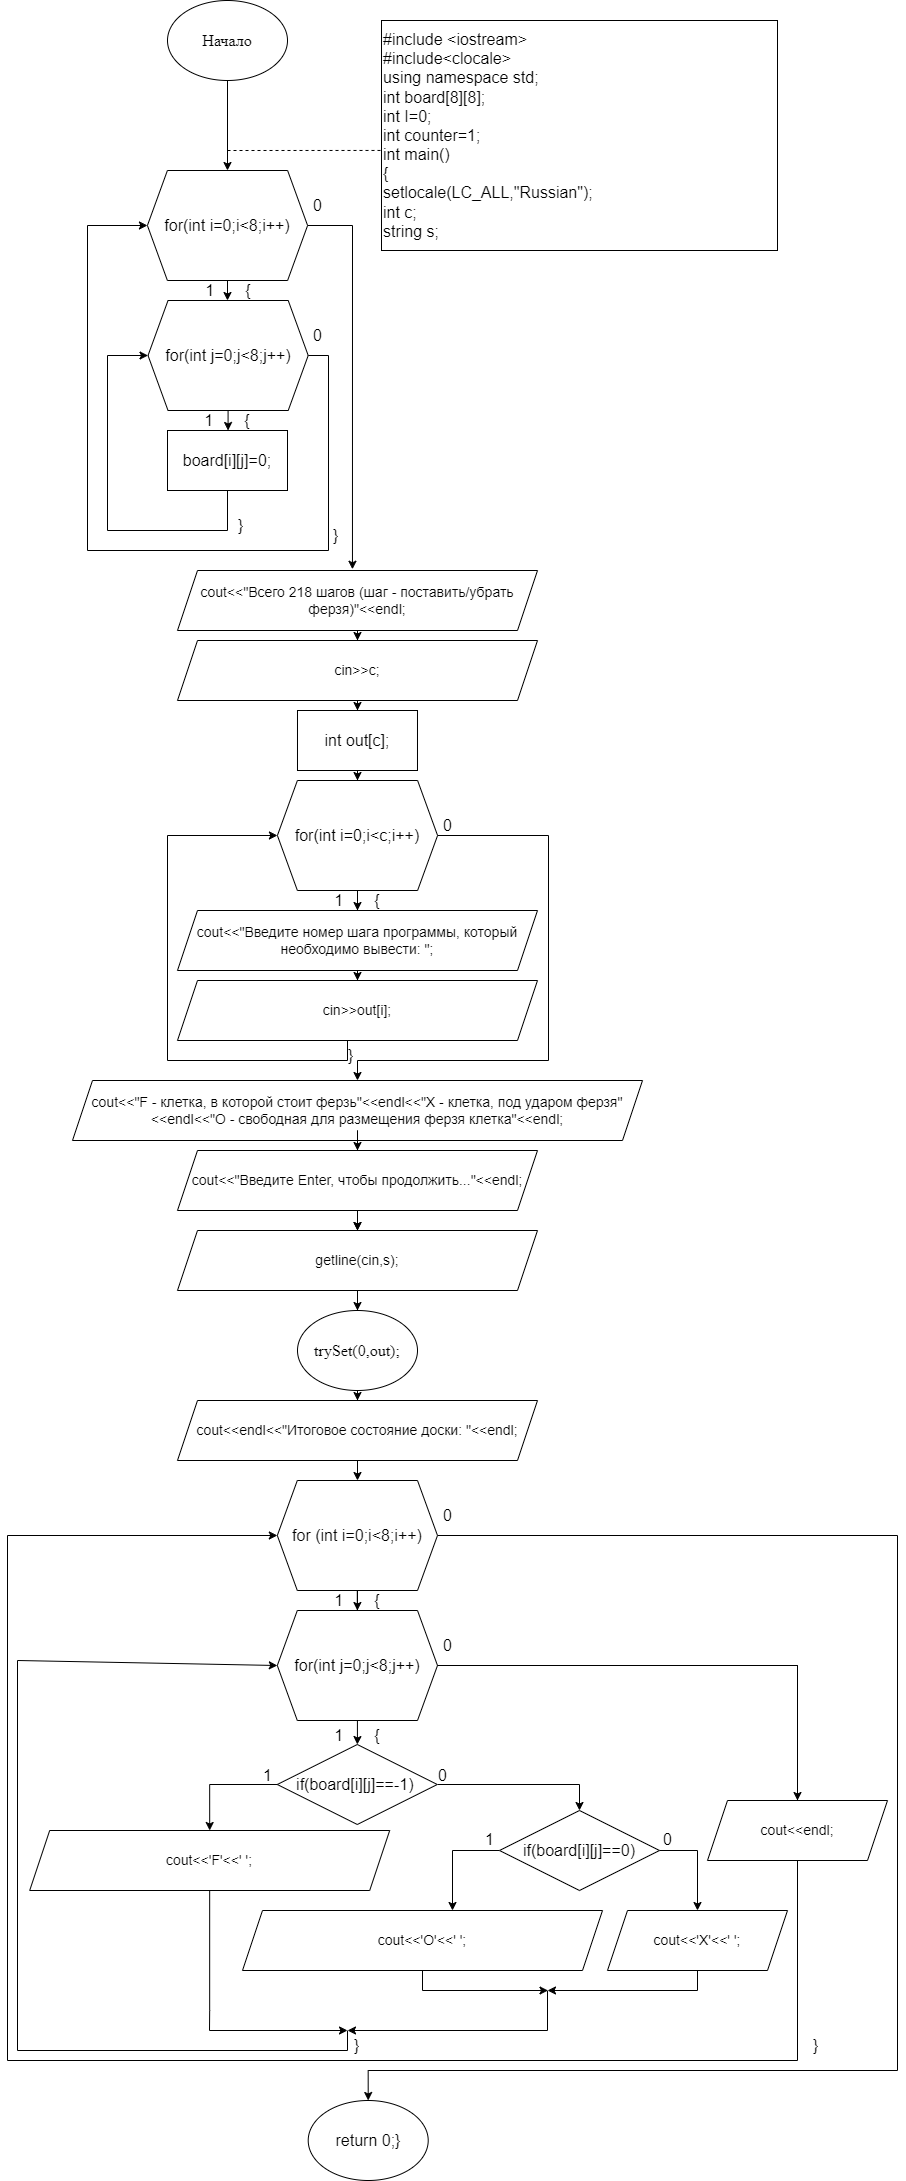 Начало
#include <iostream>
#include<clocale>
using namespace std;
int board[8][8];
int I=0;
int counter=1;
int main()
{
setlocale(LC_ALL,"Russian");
int c;
string s;
for(int i=0;i<8;i++)
0
1 {
for(int j=0;j<8;j++)
0
1 {
board[i][j]=0;
}
}
cout<<"Всего 218 шагов (шаг - поставить/убрать
ферзя)"<<endl;
cin>>c;
int out[c];
for(int i=0;i<c;i++)
0
1 {
cout<<"Введите номер шага программы, который
необходимо вывести: ";
cin>>out[i];
}
cout<<"F - клетка, в которой стоит ферзь"<<endl<<"X - клетка, под ударом ферзя"
<<endl<<"O - свободная для размещения ферзя клетка"<<endl;
cout<<"Введите Enter, чтобы продолжить..."<<endl;
getline(cin,s);
trySet(0,out);
cout<<endl<<"Итоговое состояние доски: "<<endl;
for (int i=0;i<8;i++)
0
1 {
for(int j=0;j<8;j++)
0
1 {
if(board[i][j]==-1)
1
0
cout<<'F'<<' ';
if(board[i][j]==0)
1
0
cout<<endl;
cout<<'O'<<' ';
cout<<'X'<<' ';
}
}
return 0;}